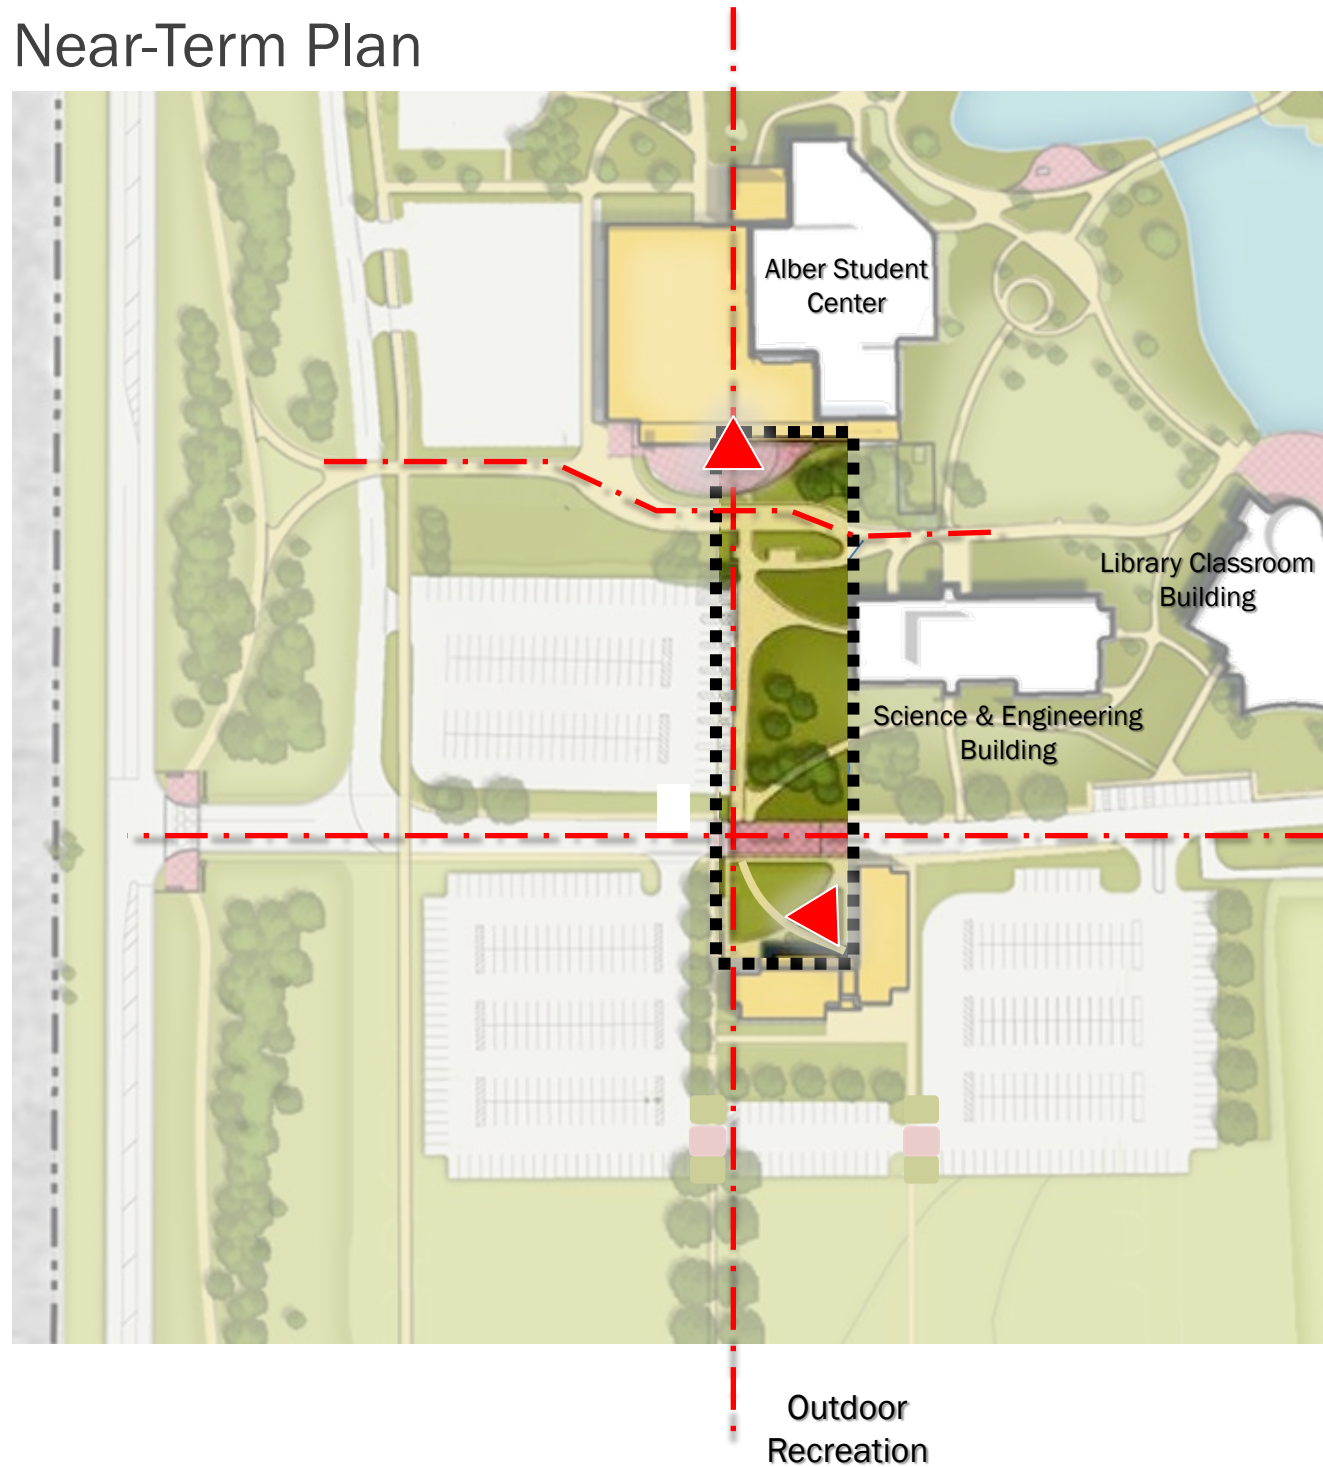 Near-Term Plan
Alber Student
Center
Library Classroom
Building
Science & Engineering
Building
Outdoor
Recreation